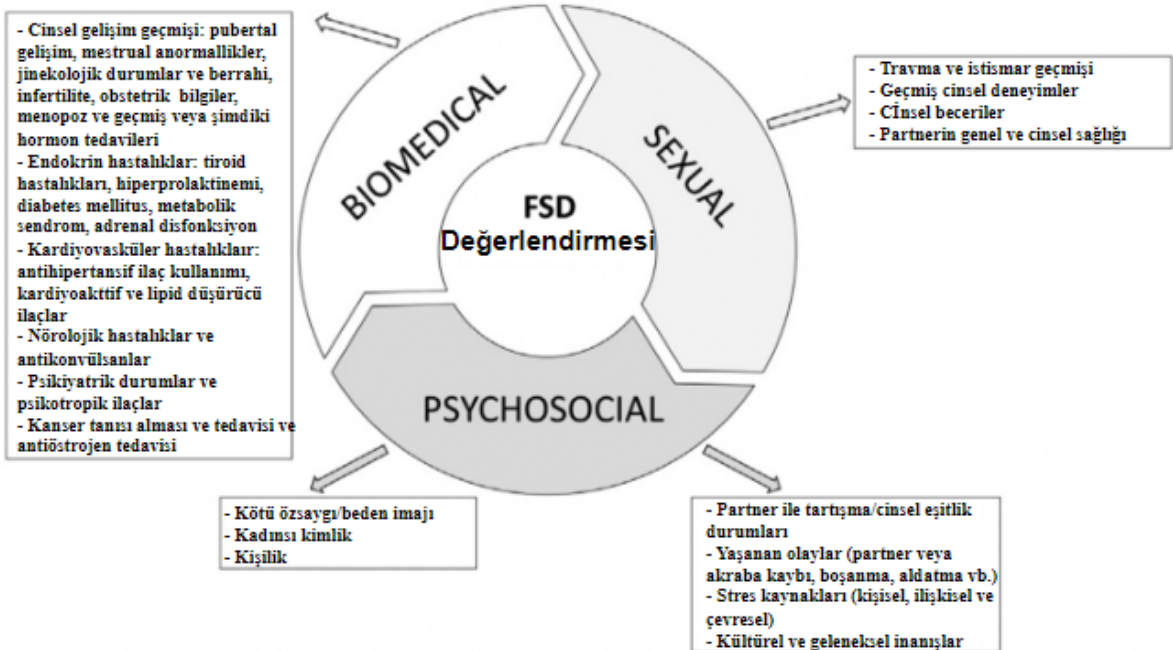 - Cinsel gelişim geçmişi: pubertal
gelişim, mestrual anormallikler,
jinekolojik durumlar ve berrahi,
infertilite, obstetrik bilgiler,
menopoz ve geçmiş veya şimdiki
hormon tedavileri
- Endokrin hastalıklar: tiroid
hastalıkları, hiperprolaktinemi,
diabetes mellitus, metabolik
sendrom, adrenal disfonksiyon
- Kardiyovasküler hastalıklaır:
antihipertansif ilaç kullanımı,
kardiyoakttif ve lipid düşürücü
ilaçlar
- Nörolojik hastalıklar ve
antikonvülsanlar
- Psikiyatrik durumlar ve
psikotropik ilaçlar
- Kanser tanısı alması ve tedavisi ve
antiöstrojen tedavisi
BIOMEDICAL
SEXUAL
FSD
Değerlendirmesi
PSYCHOSOCIAL
- Travma ve istismar geçmişi
- Geçmiş cinsel deneyimler
- Cİnsel beceriler
- Partnerin genel ve cinsel sağlığı
- Kötü özsaygı/beden imajı
- Kadınsı kimlik
- Kişilik
- Partner ile tartışma/cinsel eşitlik
durumları
- Yaşanan olaylar (partner veya
akraba kaybı, boşanma, aldatma vb.)
- Stres kaynakları (kişisel, ilişkisel ve
çevresel)
- Kültürel ve geleneksel inanışlar